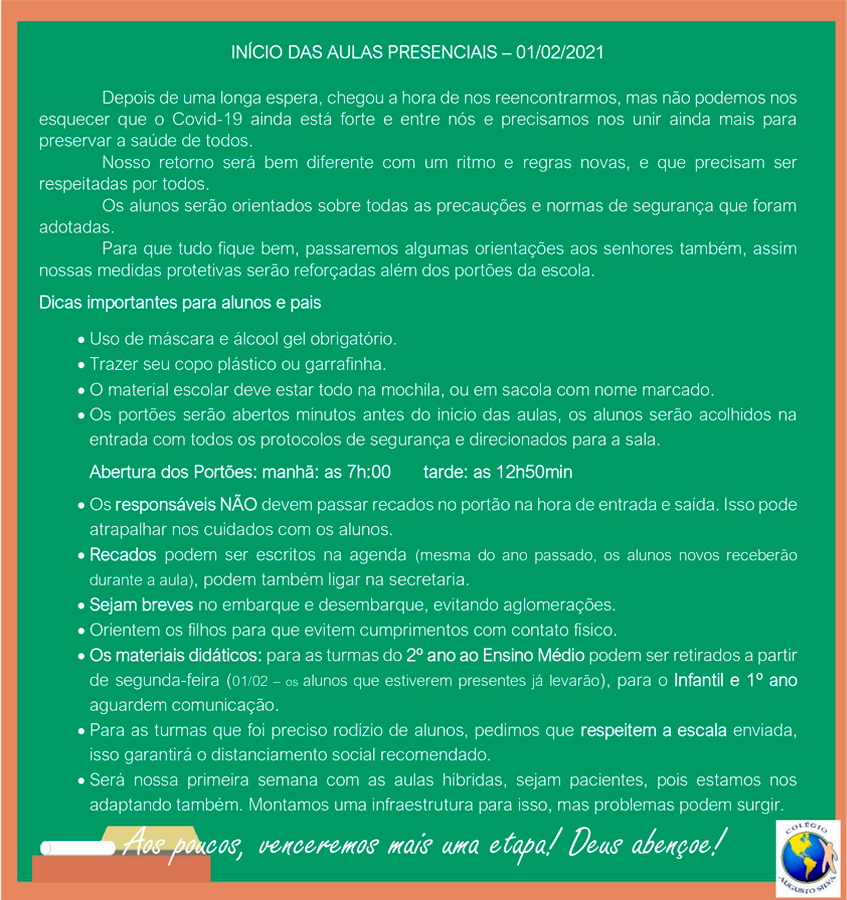 INÍCIO DAS AULAS PRESENCIAIS – 01/02/2021
Depois de uma longa espera, chegou a hora de nos reencontrarmos, mas não podemos nos
esquecer que o Covid-19 ainda está forte e entre nós e precisamos nos unir ainda mais para
preservar a saúde de todos.
Nosso retorno será bem diferente com um ritmo e regras novas, e que precisam ser
respeitadas por todos.
Os alunos serão orientados sobre todas as precauções e normas de segurança que foram
adotadas.
Para que tudo fique bem, passaremos algumas orientações aos senhores também, assim
nossas medidas protetivas serão reforçadas além dos portões da escola.
Dicas importantes para alunos e pais
• Uso de máscara e álcool gel obrigatório.
• Trazer seu copo plástico ou garrafinha.
• O material escolar deve estar todo na mochila, ou em sacola com nome marcado.
• Os portões serão abertos minutos antes do inicio das aulas, os alunos serão acolhidos na
entrada com todos os protocolos de segurança e direcionados para a sala.
Abertura dos Portões: manhã: as 7h:00 tarde: as 12h50min
• Os responsáveis NÃO devem passar recados no portão na hora de entrada e saída. Isso pode
atrapalhar nos cuidados com os alunos.
• Recados podem ser escritos na agenda (mesma do ano passado, os alunos novos receberão
durante a aula), podem também ligar na secretaria.
• Sejam breves no embarque e desembarque, evitando aglomerações.
• Orientem os filhos para que evitem cumprimentos com contato físico.
• Os materiais didáticos: para as turmas do 2º ano ao Ensino Médio podem ser retirados a partir
de segunda-feira (01/02 – os alunos que estiverem presentes já levarão), para o Infantil e 1º ano
aguardem comunicação.
• Para as turmas que foi preciso rodízio de alunos, pedimos que respeitem a escala enviada,
isso garantirá o distanciamento social recomendado.
• Será nossa primeira semana com as aulas híbridas, sejam pacientes, pois estamos nos
adaptando também. Montamos uma infraestrutura para isso, mas problemas podem surgir.
Aos poucos, venceremos mais uma etapa! Deus abençoe!
COLÉGIO
AUGUSTO SILVA